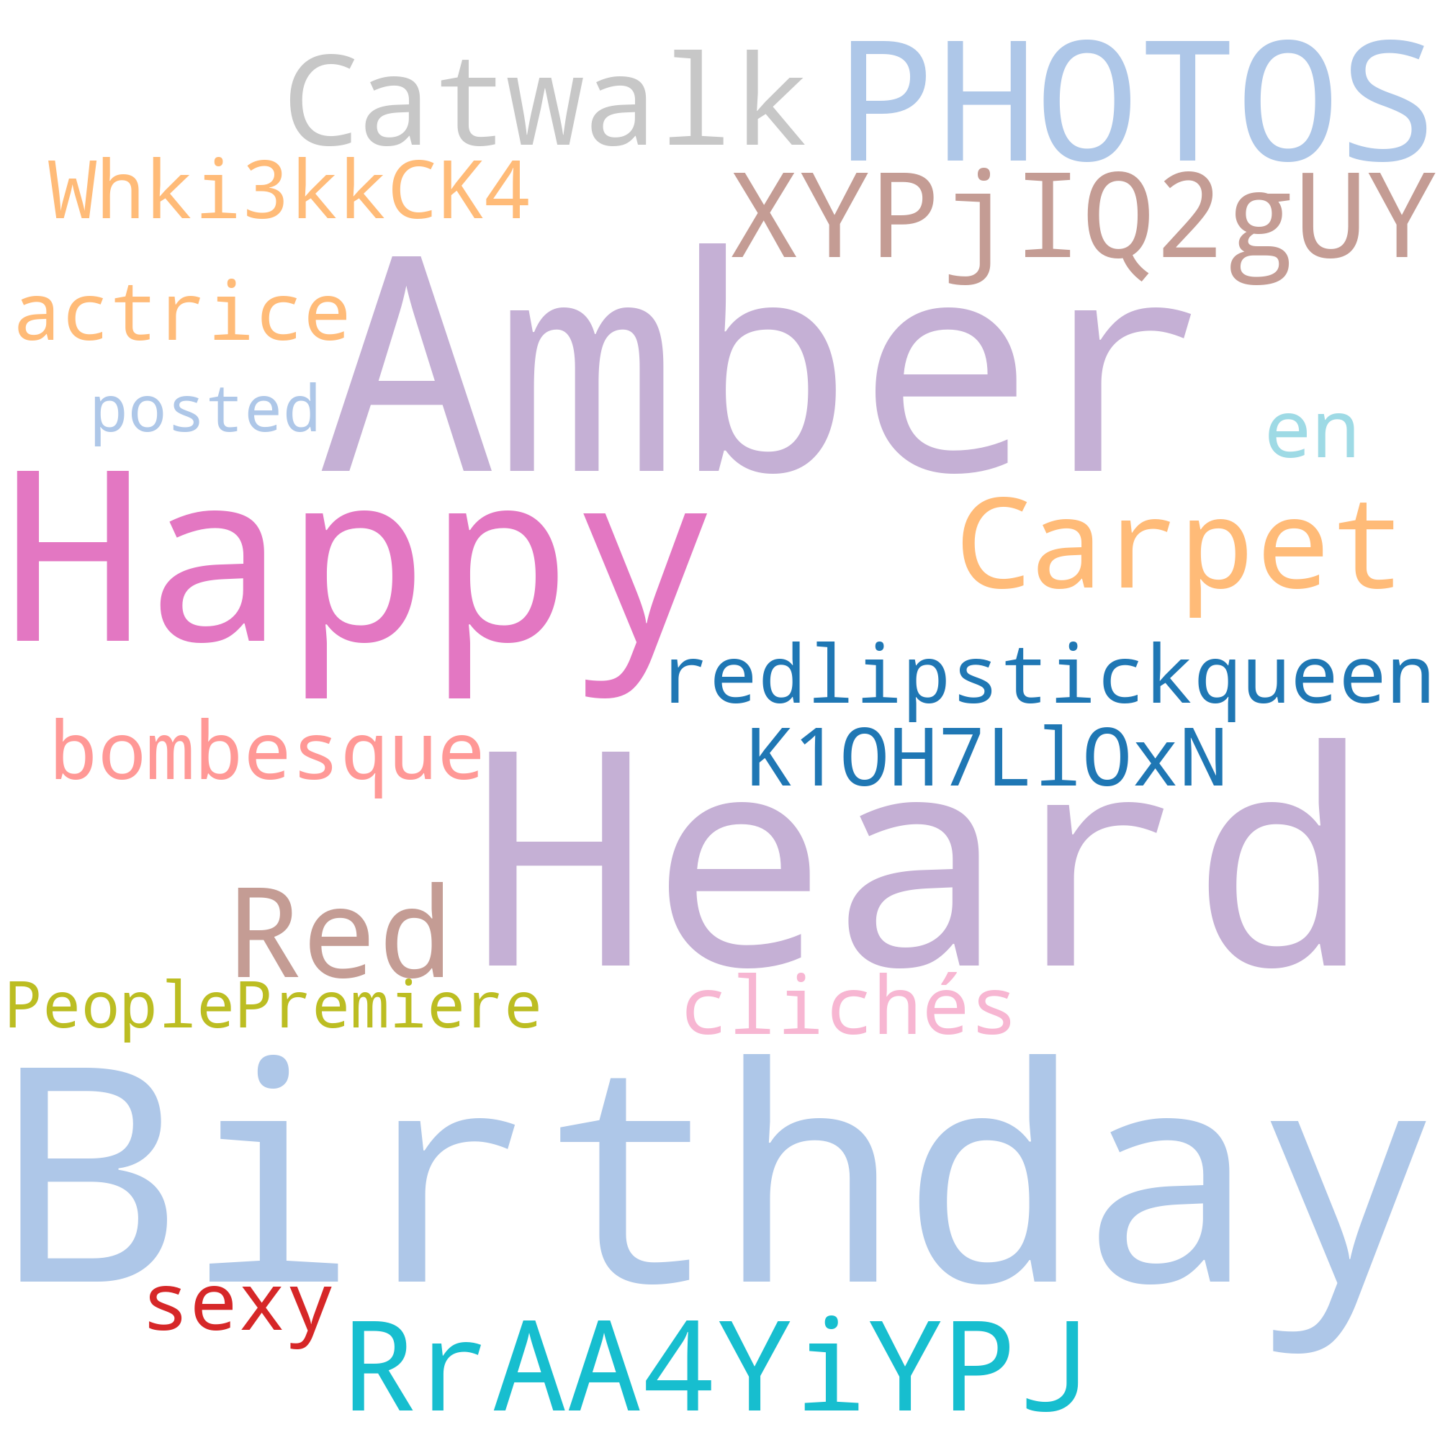 Catwalk PHOTOS
Whki3kkCK4 XYPjIQ2gUY
actrice Amber
posted en
Happy Carpet
redlipstickqueen
bombesque K1OH7LlOxN
Heard
Red
PeoplePremiere clichés
Birthday
sexy
RrAA4YiYPJ